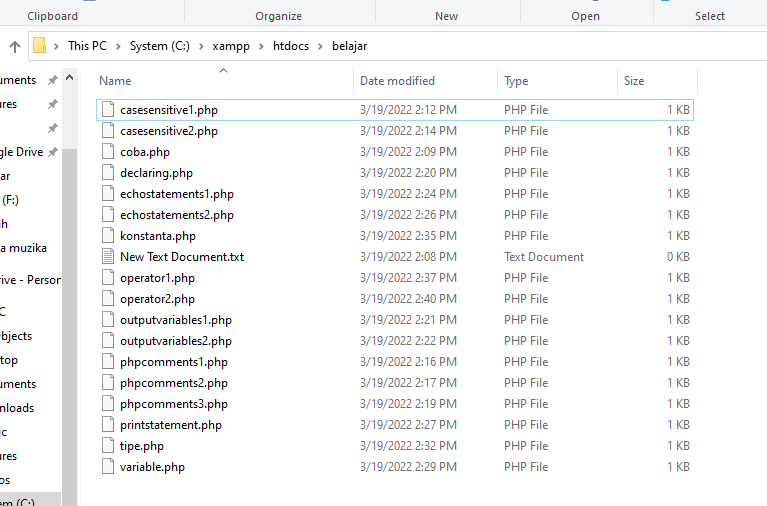 Clipboard Organize New Open Select
This PC > System (C:) > xampp > htdocs > belajar
uments
Name Date modified Type Size
ures
casesensitive1.php 3/19/2022 2:12 PM PHP File 1 KB
casesensitive2.php 3/19/2022 2:14 PM PHP File 1 KB
gle Drive
coba.php 3/19/2022 2:09 PM PHP File 1 KB
ar
declaring.php 3/19/2022 2:20 PM PHP File 1 KB
(F:)
echostatements1.php 3/19/2022 2:24 PM PHP File 1 KB
echostatements2.php 3/19/2022 2:26 PM PHP File 1 KB
ah
konstanta.php 3/19/2022 2:35 PM PHP File 1 KB
a muzika
New Text Document.txt 3/19/2022 2:08 PM Text Document 0 KB
rive - Person
operator1.php 3/19/2022 2:37 PM PHP File 1 KB
operator2.php 3/19/2022 2:40 PM PHP File 1 KB
C
outputvariables1.php 3/19/2022 2:21 PM PHP File 1 KB
Objects
outputvariables2.php 3/19/2022 2:22 PM PHP File 1 KB
top
phpcomments1.php 3/19/2022 2:16 PM PHP File 1 KB
uments
phpcomments2.php 3/19/2022 2:17 PM PHP File 1 KB
nloads
phpcomments3.php 3/19/2022 2:19 PM PHP File 1 KB
ic
printstatement.php 3/19/2022 2:27 PM PHP File 1 KB
ures
tipe.php 3/19/2022 2:32 PM PHP File 1 KB
os
variable.php 3/19/2022 2:29 PM PHP File 1 KB
em (C:)